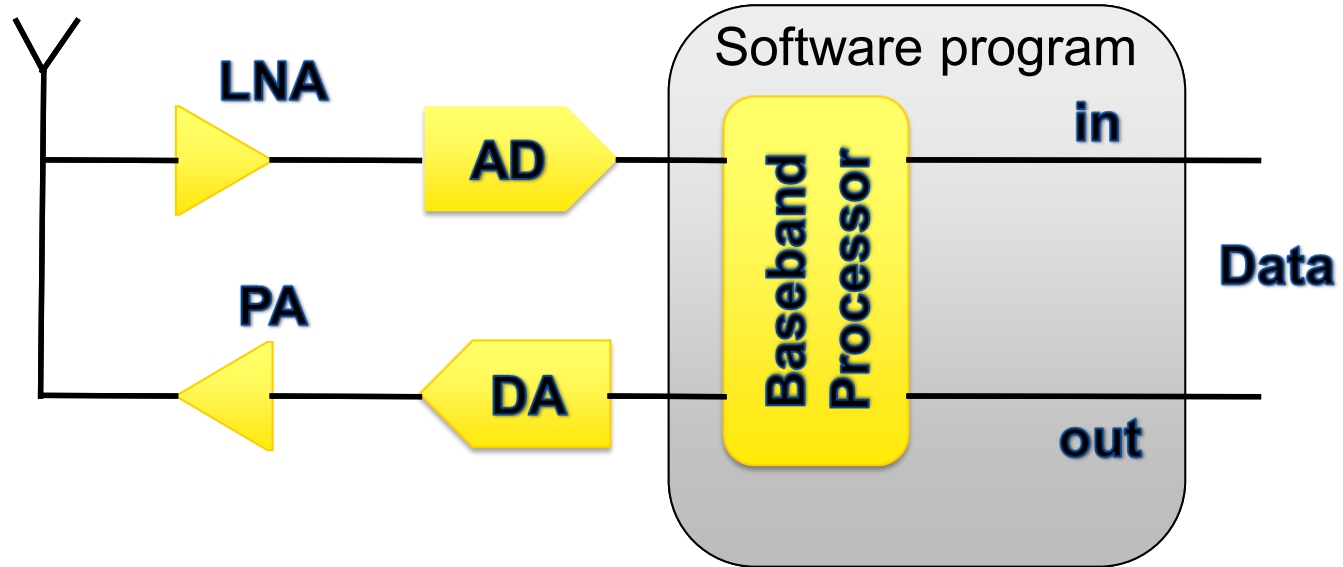 Software program
LNA
in
AD
Baseband
Processor
Data
PA
DA
out